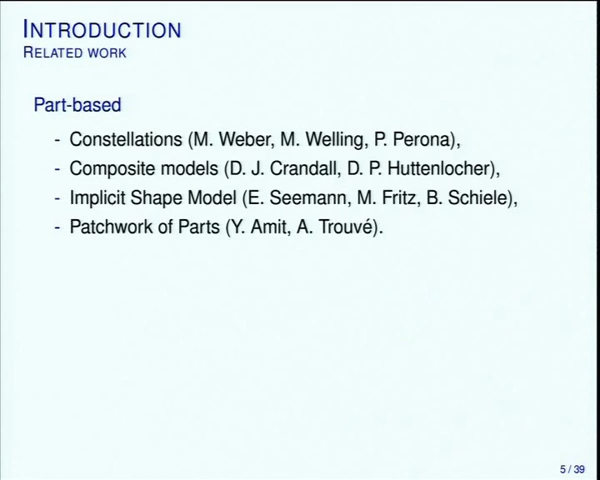 INTRODUCTION
RELATED WORK
Part-based
- Constellations (M. Weber, M. Welling, P. Perona),
- Composite models (D. J. Crandall, D. P. Huttenlocher),
- Implicit Shape Model (E. Seemann, M. Fritz, B. Schiele),
- Patchwork of Parts (Y. Amit, A. Trouvé).
5 / 39